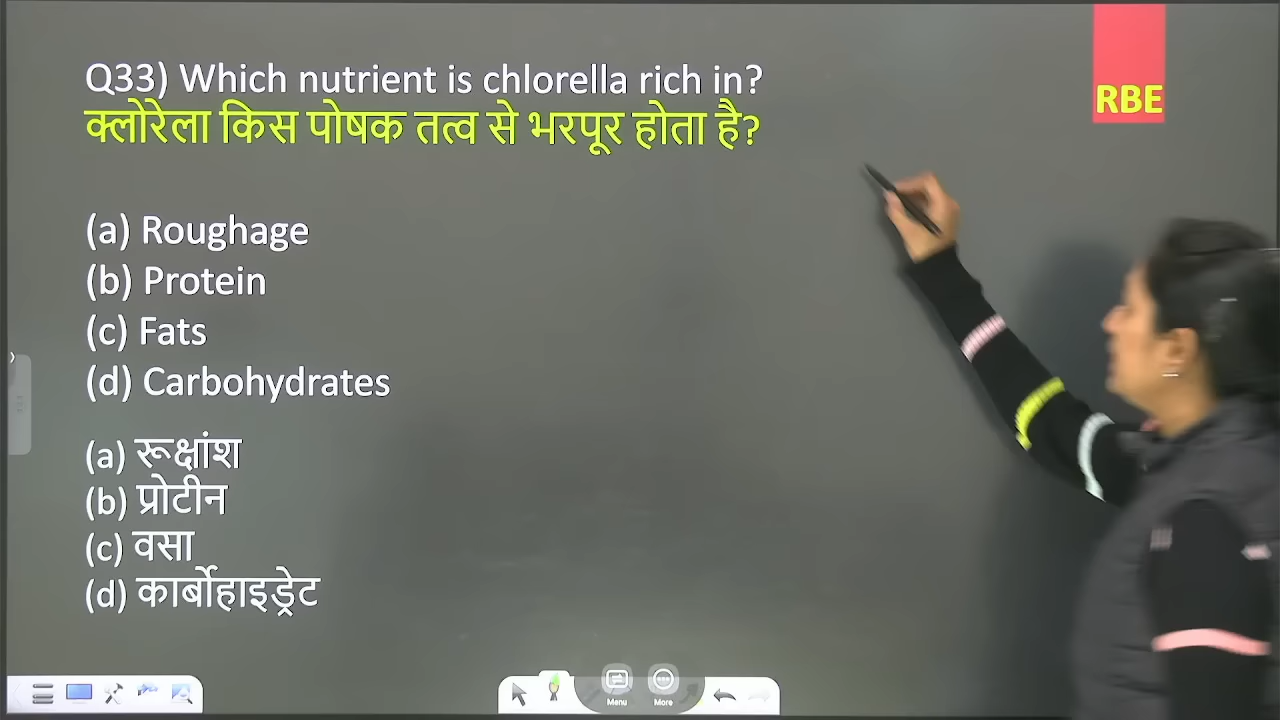 Q33) Which nutrient is chlorella rich in?
क्लोरेला किस पोषक तत्व से भरपूर होता है?
RBE
(a) Roughage
(b) Protein
(c) Fats
(d) Carbohydrates
(a) रूक्षांश
(b) प्रोटीन
(c) वसा
(d) कार्बोहाइड्रेट
Menu
More